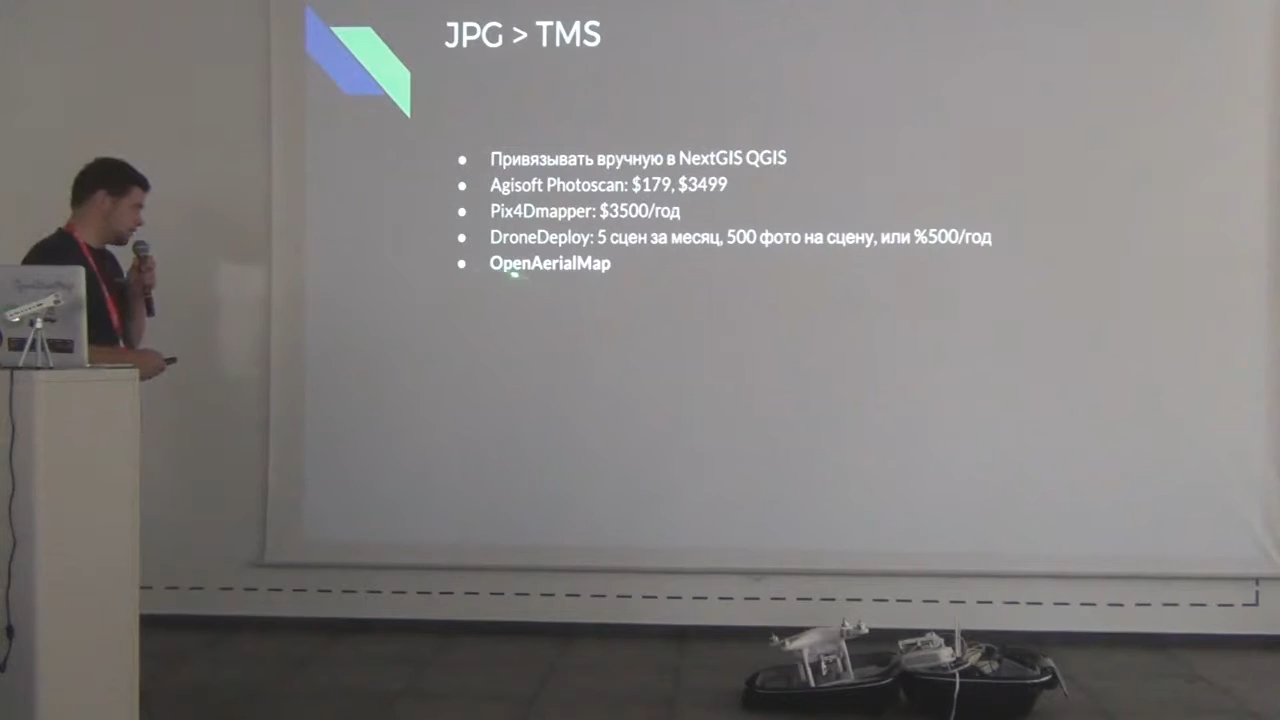 JPG > TMS
● Привязывать вручную в NextGIS QGIS
● Agisoft Photoscan: $179, $3499
● Pix4Dmapper: $3500/год
● DroneDeploy: 5 сцен за месяц, 500 фото на сцену, или %500/год
● OpenAerialMap